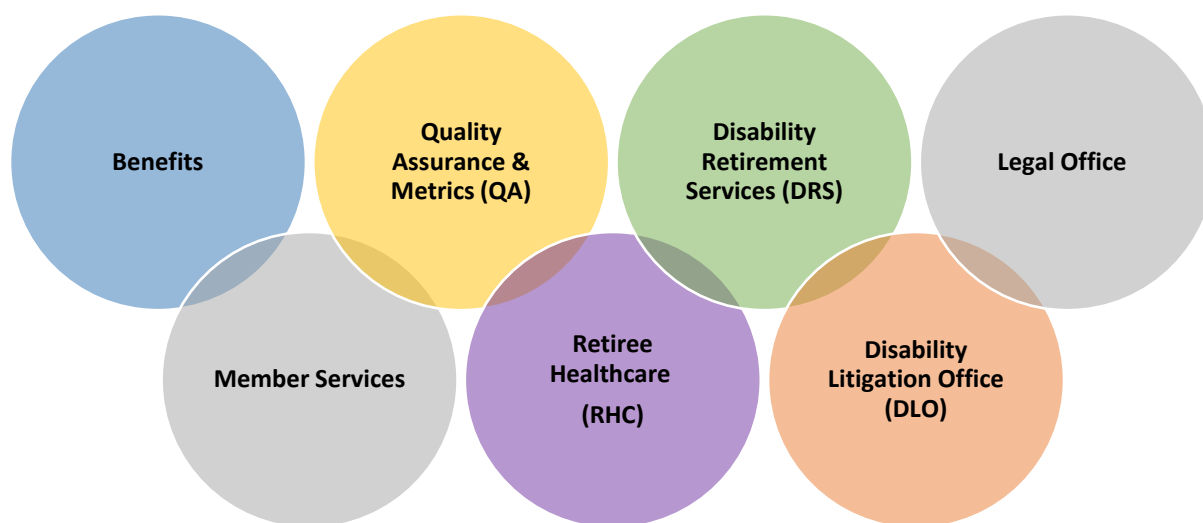 Benefits
Quality
Assurance &
Metrics (QA)
Disability
Retirement
Services (DRS)
Legal Office
Member Services
Retiree
Healthcare
(RHC)
Disability
Litigation Office
(DLO)